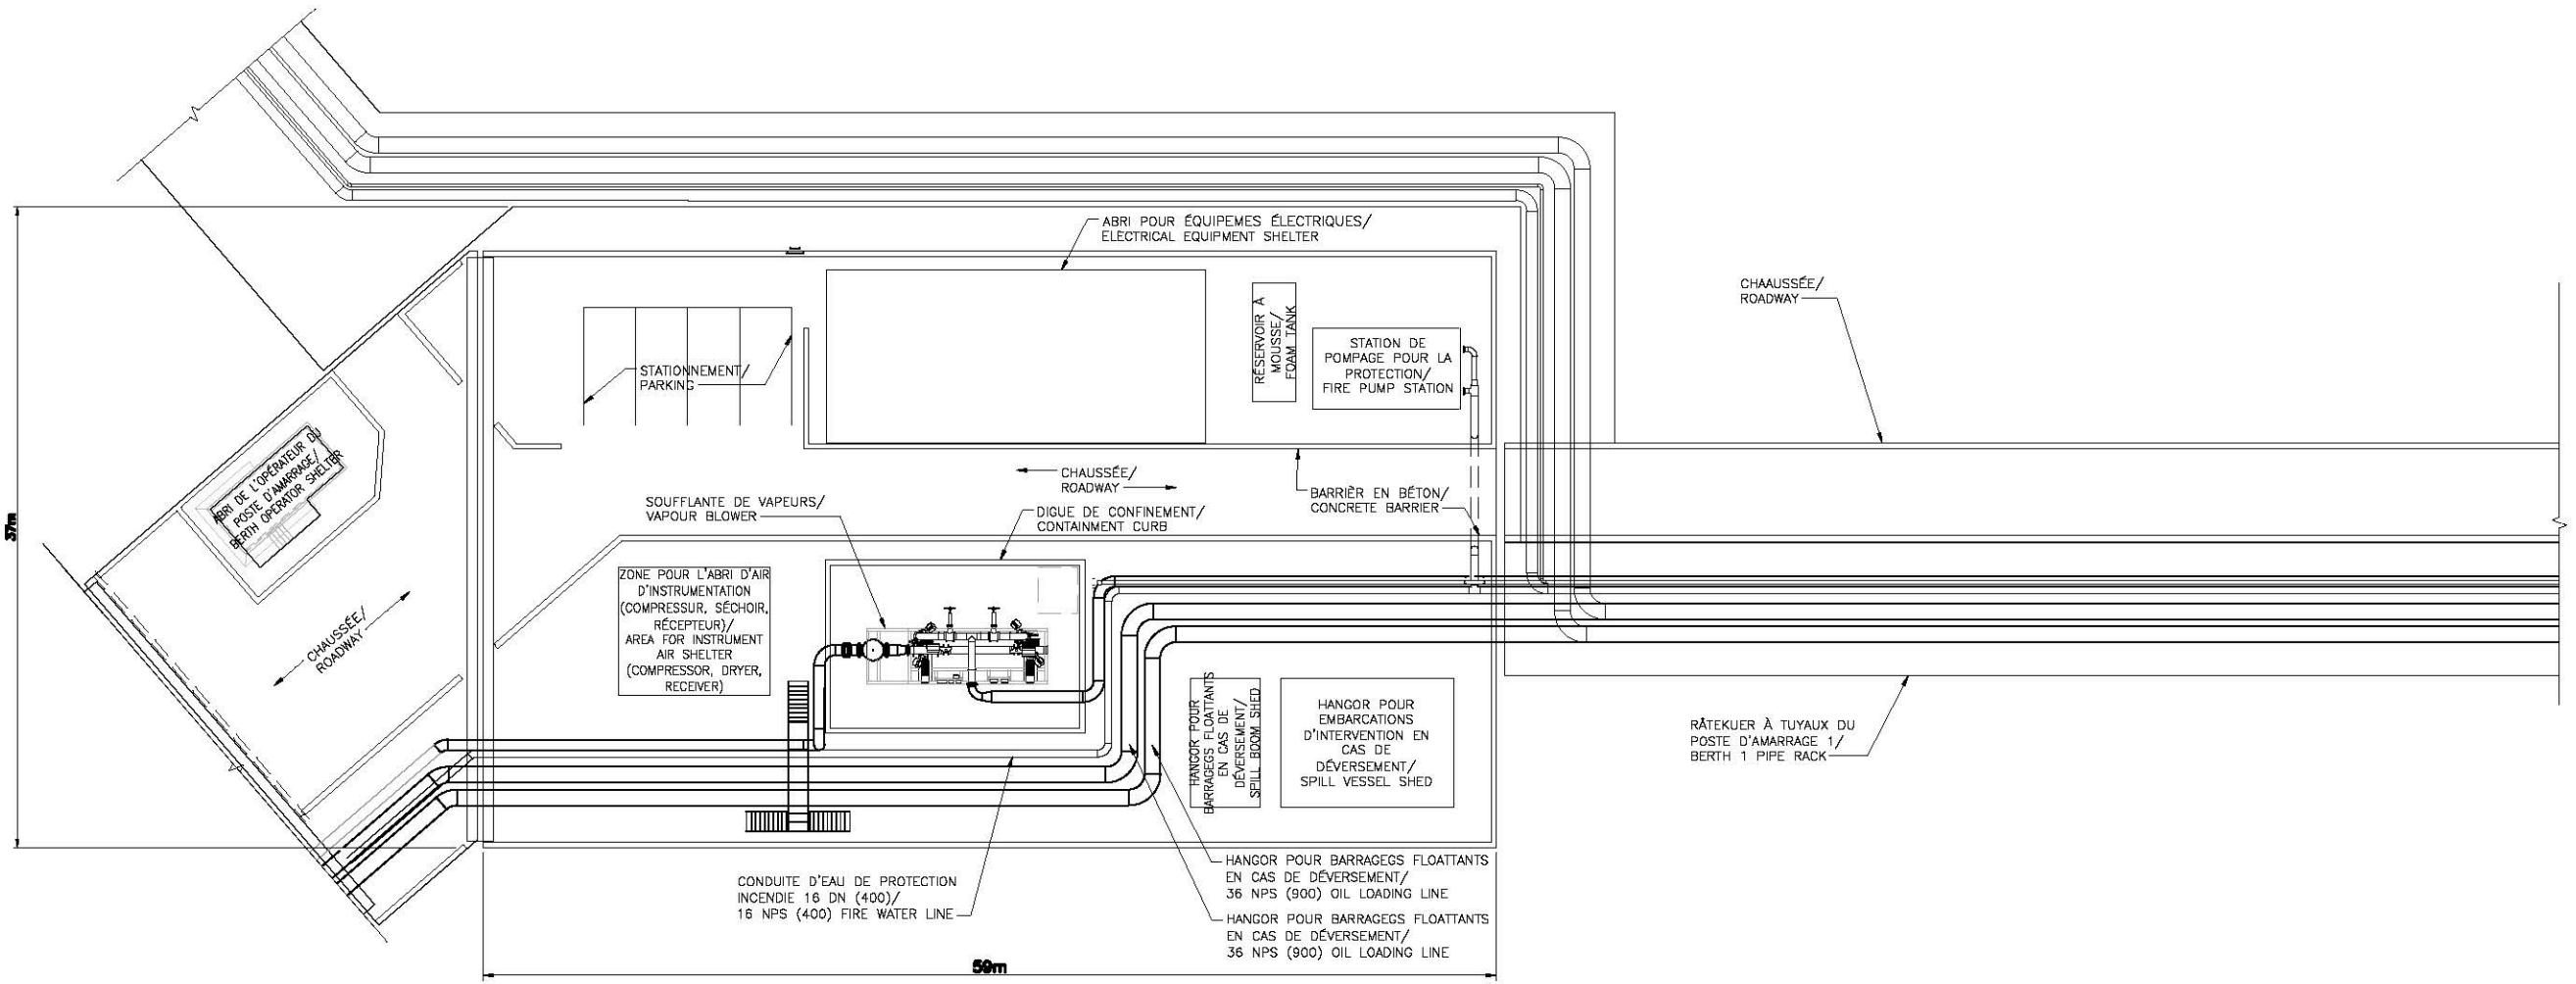 ABRI POUR ÉQUIPEMES ÉLECTRIQUES/
ELECTRICAL EQUIPMENT SHELTER
CHAAUSSÉE/
ROADWAY
RÉSERVOIR À
MOUSSE/
FOAM TANK
STATION DE
POMPAGE POUR LA
PROTECTION/
FIRE PUMP STATION
STATIONNEMENT/
PARKING
ABRI DE L'OPÉRATEUR DU
POSTE D'AMARRAGE/
BERTH OPERATOR SHELTER
CHAUSSÉE/
ROADWAY
BARRIÈR EN BÉTON/
CONCRETE BARRIER
SOUFFLANTE DE VAPEURS/
VAPOUR BLOWER
DIGUE DE CONFINEMENT/
CONTAINMENT CURB
37m
ZONE POUR L'ABRI D'AIR
D'INSTRUMENTATION
(COMPRESSUR, SÉCHOIR,
RÉCEPTEUR)/
AREA FOR INSTRUMENT
AIR SHELTER
(COMPRESSOR, DRYER,
RECEIVER)
CHAUSSÉE/
ROADWAY
HANGOR POUR
BARRAGEGS FLOATTANTS
EN CAS DE
DÉVERSEMENT/
SPILL BOOM SHED
HANGOR POUR
EMBARCATIONS
D'INTERVENTION EN
CAS DE
DÉVERSEMENT/
SPILL VESSEL SHED
RÂTEKUER À TUYAUX DU
POSTE D'AMARRAGE 1/
BERTH 1 PIPE RACK
CONDUITE D'EAU DE PROTECTION
INCENDIE 16 DN (400)/
16 NPS (400) FIRE WATER LINE
HANGOR POUR BARRAGEGS FLOATTANTS
EN CAS DE DÉVERSEMENT/
36 NPS (900) OIL LOADING LINE
HANGOR POUR BARRAGEGS FLOATTANTS
EN CAS DE DÉVERSEMENT/
36 NPS (900) OIL LOADING LINE
59m